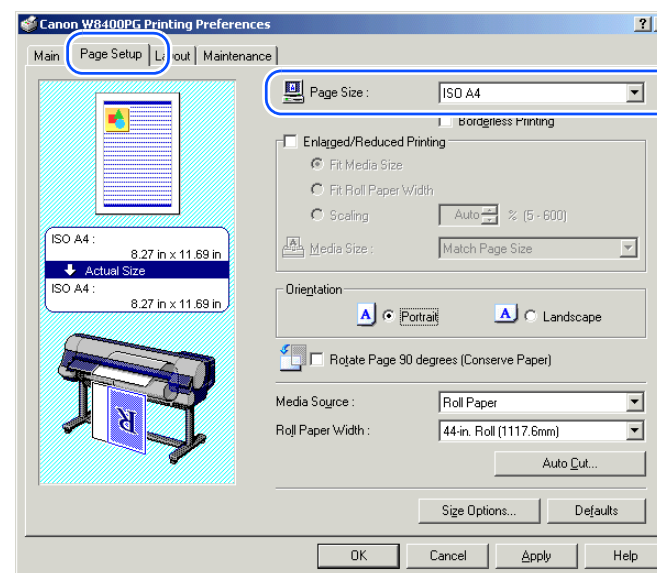 Canon W8400PG Printing Preferences
Main Page Setup Layout Maintenance
Page Size : ISO A4
Borderless Printing
Enlarged/Reduced Printing
Fit Media Size
Fit Roll Paper Width
Scaling Auto % (5 - 600)
Media Size : Match Page Size
ISO A4 :
8.27 in x 11.69 in
Actual Size
ISO A4 :
8.27 in x 11.69 in
Orientation
A Portrait A Landscape
Rotate Page 90 degrees (Conserve Paper)
Media Source : Roll Paper
Roll Paper Width : 44-in. Roll (1117.6mm)
Auto Cut...
Size Options... Defaults
OK Cancel Apply Help